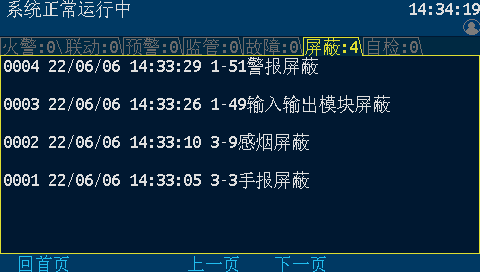 系统正常运行中 14:34:19
火警:0\联动:0\预警:0\监管:0\故障:0\屏蔽:4\自检:0\
0004 22/06/06 14:33:29 1-51警报屏蔽
0003 22/06/06 14:33:26 1-49输入输出模块屏蔽
0002 22/06/06 14:33:10 3-9感烟屏蔽
0001 22/06/06 14:33:05 3-3手报屏蔽
回首页 上一页 下一页